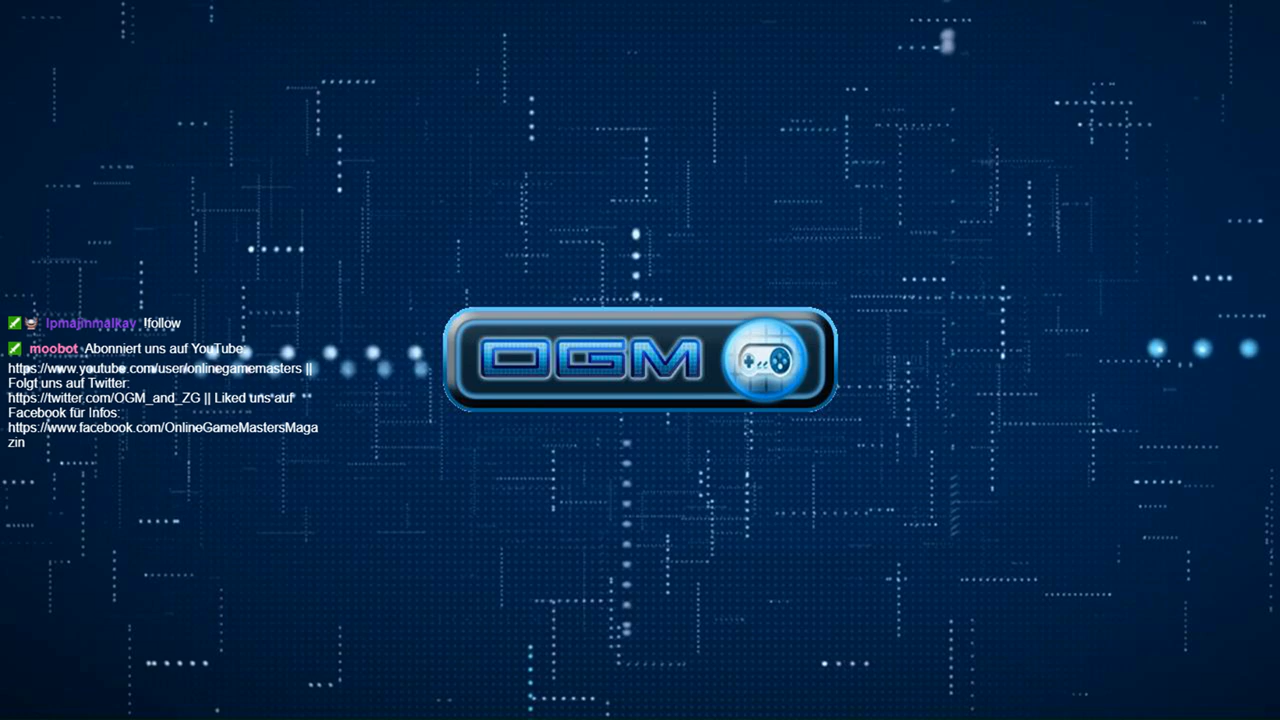 lpmajinmalkav !follow
moobot Abonniert uns auf YouTube:
https://www.youtube.com/user/onlinegamemasters ||
Folgt uns auf Twitter:
https://twitter.com/OGM_and_ZG || Liked uns auf
Facebook für Infos:
https://www.facebook.com/OnlineGameMastersMaga
zin
OGM